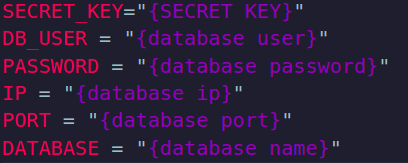 SECRET_KEY="{SECRET KEY}"
DB_USER = "{database user}"
PASSWORD = "{database password}"
IP = "{database ip}"
PORT = "{database port}"
DATABASE = "{database name}"